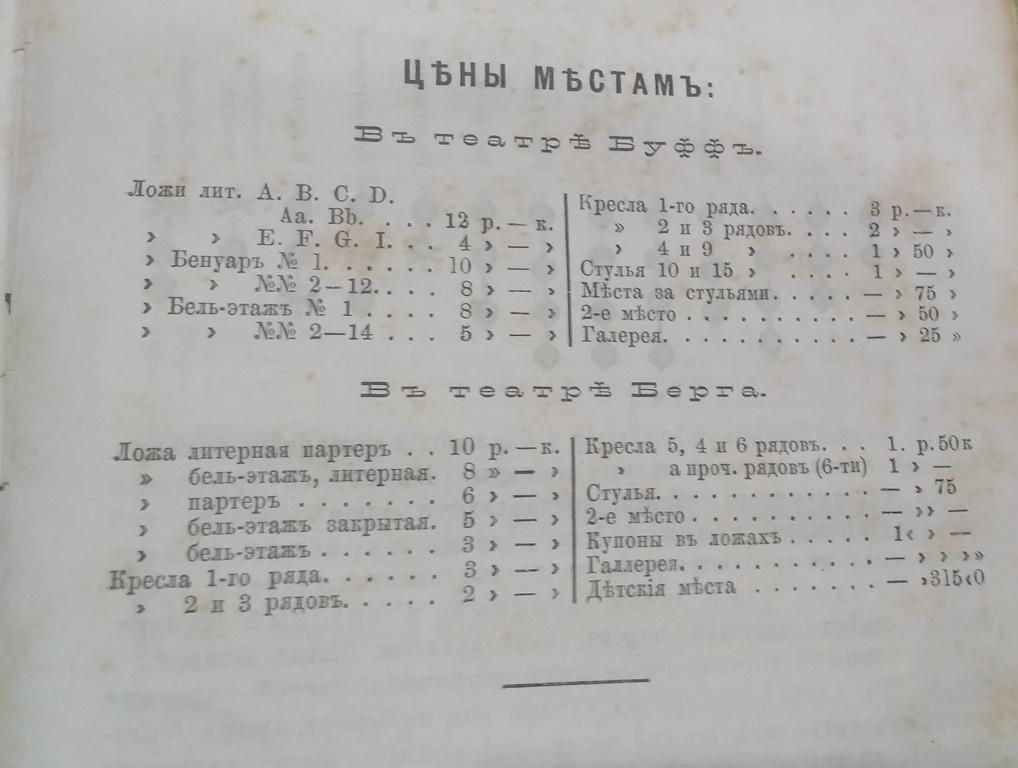 ЦѢНЫ МѢСТАМЪ:
Въ театрѣ Буффъ.
Ложи лит. A. B. C. D.
Aa. Bb. . . . 12 р. — к.
› › E. F. G. I. . . 4 › — ›
› Бенуаръ № 1. . . . . . 10 › — ›
› › №№ 2—12. . . . 8 › — ›
› Бель-этажъ № 1 . . . . 8 › — ›
› › №№ 2—14 . . . 5 › — ›
Кресла 1-го ряда. . . . . . 3 р. — к.
» 2 и 3 рядовъ. . . . 2 › — ›
› 4 и 9 › . . . . 1 › 50 ›
Стулья 10 и 15 › . . . . 1 › — ›
Мѣста за стульями. . . . . — › 75 ›
2-е мѣсто . . . . . . . . . . — › 50 ›
Галерея. . . . . . . . . . . — › 25 »
Въ театрѣ Берга.
Ложа литерная партеръ . . 10 р. — к.
» бель-этажъ, литерная. 8 » — ›
› партеръ . . . . . . . 6 › — ›
› бель-этажъ закрытая. 5 › — ›
› бель-этажъ . . . . . . 3 › — ›
Кресла 1-го ряда. . . . . . 3 › — ›
› 2 и 3 рядовъ. . . . . 2 › — ›
Кресла 5, 4 и 6 рядовъ. . . 1. р. 50 к
› а проч. рядовъ (6-ти) 1 › —
Стулья. . . . . . . . . . . . — › 75
2-е мѣсто . . . . . . . . . . — ›› —
Купоны въ ложахъ . . . . . 1‹ › —
Галлерея. . . . . . . . . . . — › › ›»
Дѣтскія мѣста . . . . . . . — ›315‹0